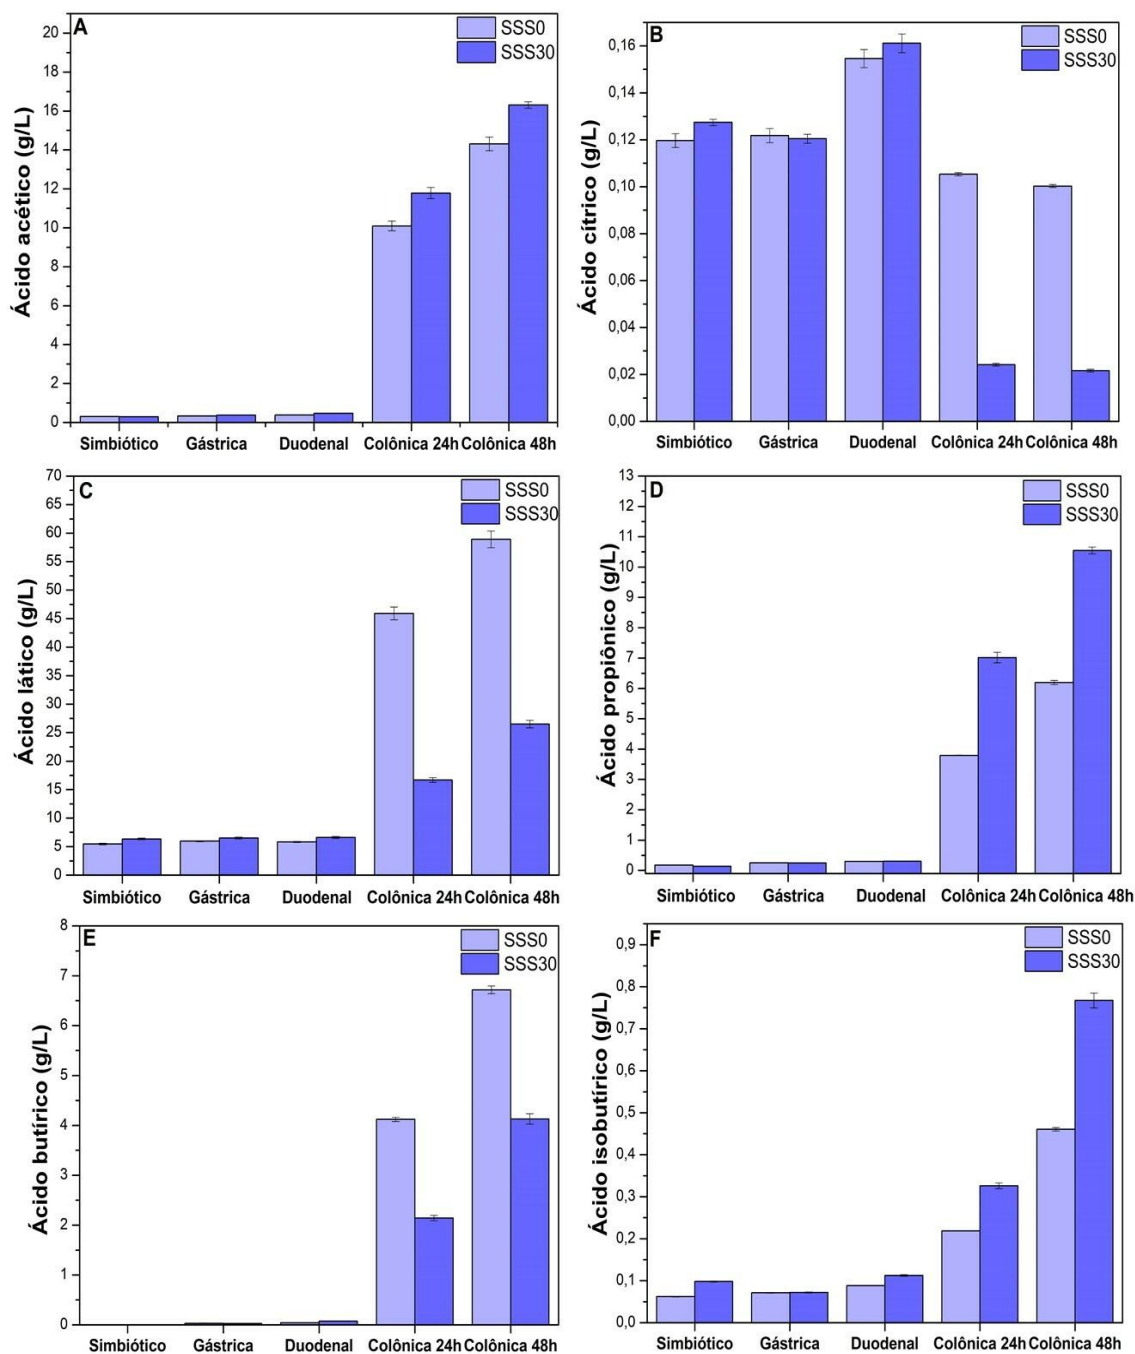 A
SSS0
SSS30
Ácido acético (g/L)
20
18
16
14
12
10
8
6
4
2
0
Simbiótico Gástrica Duodenal Colônica 24h Colônica 48h
B
SSS0
SSS30
Ácido cítrico (g/L)
0,16
0,14
0,12
0,10
0,08
0,06
0,04
0,02
0,00
Simbiótico Gástrica Duodenal Colônica 24h Colônica 48h
C
SSS0
SSS30
Ácido lático (g/L)
70
65
60
55
50
45
40
35
30
25
20
15
10
5
0
Simbiótico Gástrica Duodenal Colônica 24h Colônica 48h
D
SSS0
SSS30
Ácido propiônico (g/L)
13
12
11
10
9
8
7
6
5
4
3
2
1
0
Simbiótico Gástrica Duodenal Colônica 24h Colônica 48h
E
SSS0
SSS30
Ácido butírico (g/L)
8
7
6
5
4
3
2
1
0
Simbiótico Gástrica Duodenal Colônica 24h Colônica 48h
F
SSS0
SSS30
Ácido isobutírico (g/L)
0,9
0,8
0,7
0,6
0,5
0,4
0,3
0,2
0,1
0,0
Simbiótico Gástrica Duodenal Colônica 24h Colônica 48h